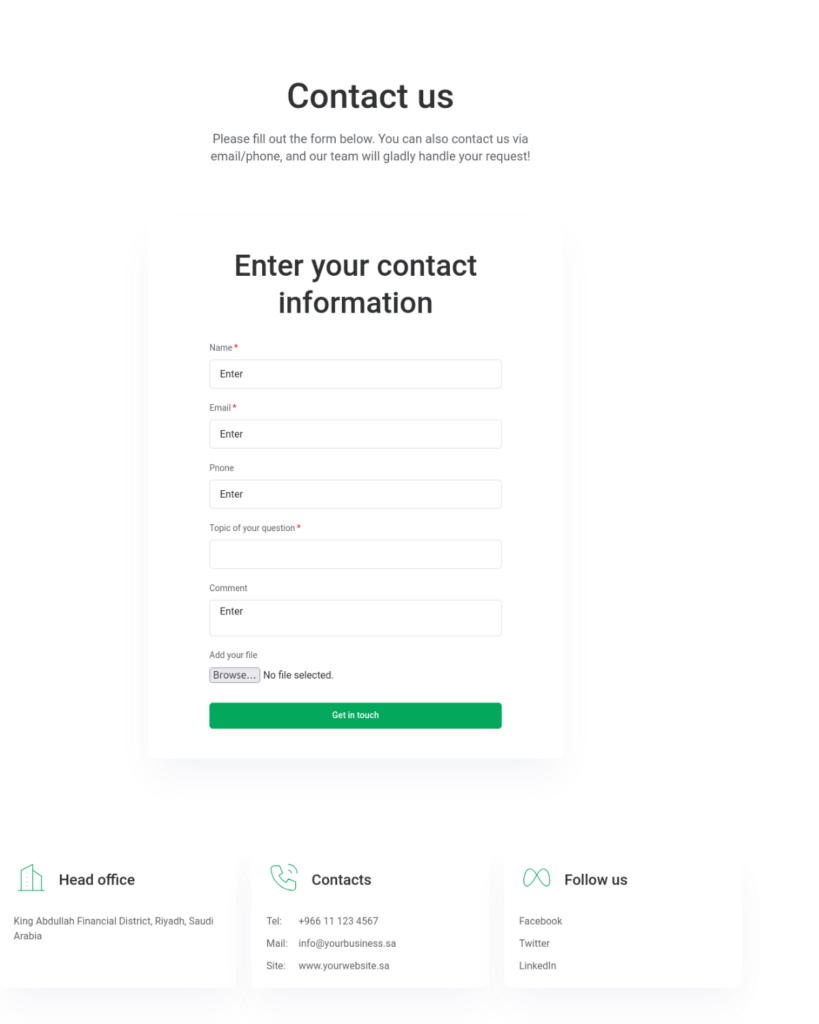 Contact us
Please fill out the form below. You can also contact us via
email/phone, and our team will gladly handle your request!
Enter your contact
information
Name *
Enter
Email *
Enter
Pnone
Enter
Topic of your question *
Comment
Enter
Add your file
Browse... No file selected.
Get in touch
Head office
King Abdullah Financial District, Riyadh, Saudi
Arabia
Contacts
Tel: +966 11 123 4567
Mail: info@yourbusiness.sa
Site: www.yourwebsite.sa
Follow us
Facebook
Twitter
LinkedIn